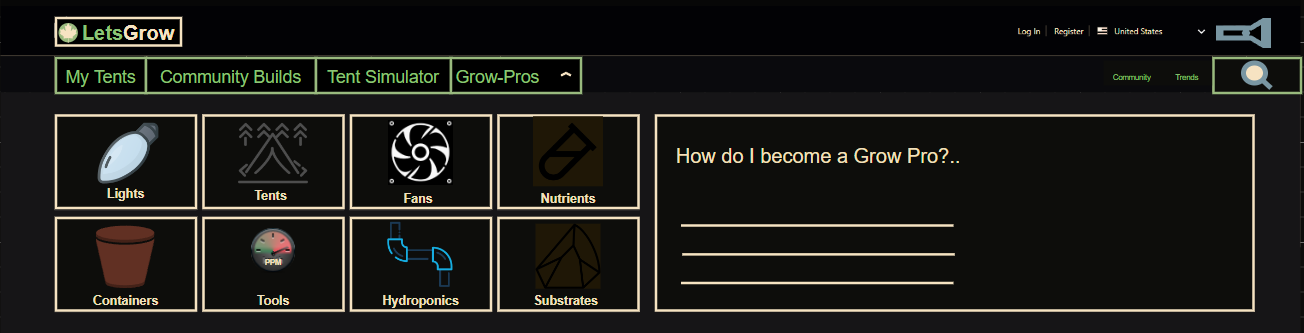 LetsGrow
Log In Register United States
My Tents Community Builds Tent Simulator Grow-Pros
Community Trends
Lights Tents Fans Nutrients
How do I become a Grow Pro?..
PPM
Containers Tools Hydroponics Substrates